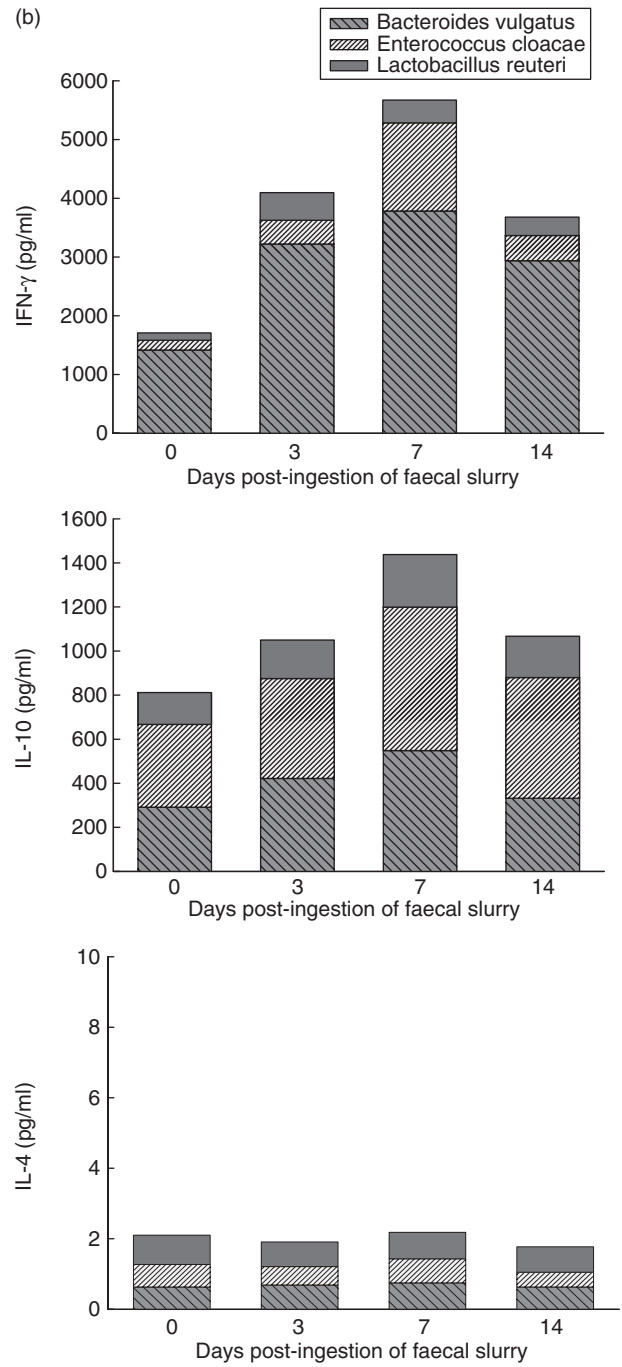 (b)
Bacteroides vulgatus
Enterococcus cloacae
Lactobacillus reuteri
6000
5000
4000
3000
2000
1000
0
IFN-γ (pg/ml)
0 3 7 14
Days post-ingestion of faecal slurry
1600
1400
1200
1000
800
600
400
200
0
IL-10 (pg/ml)
0 3 7 14
Days post-ingestion of faecal slurry
10
8
6
4
2
0
IL-4 (pg/ml)
0 3 7 14
Days post-ingestion of faecal slurry